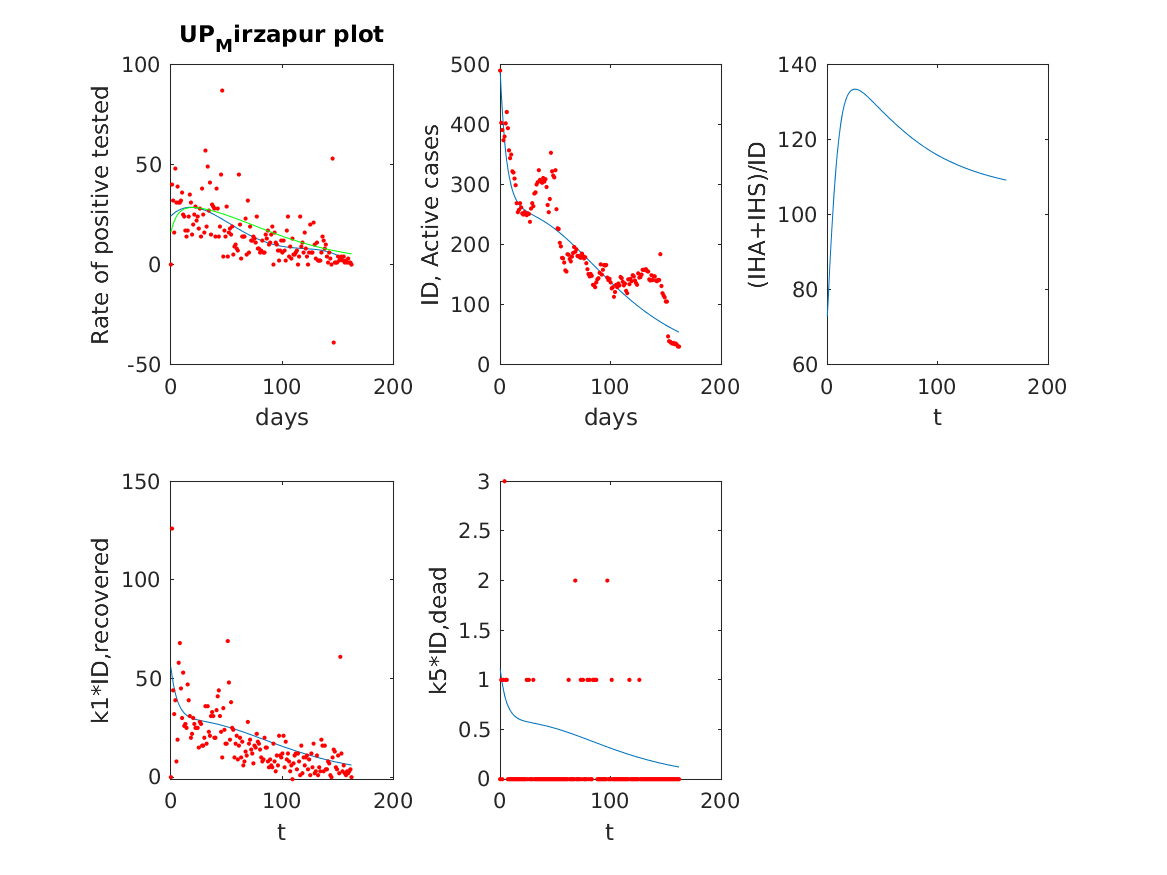 UP_Mirzapur plot
100
50
0
-50
Rate of positive tested
0 100 200
days
500
400
300
200
100
0
ID, Active cases
0 100 200
days
140
120
100
80
60
(IHA+IHS)/ID
0 100 200
t
150
100
50
0
k1*ID,recovered
0 100 200
t
3
2.5
2
1.5
1
0.5
0
k5*ID,dead
0 100 200
t